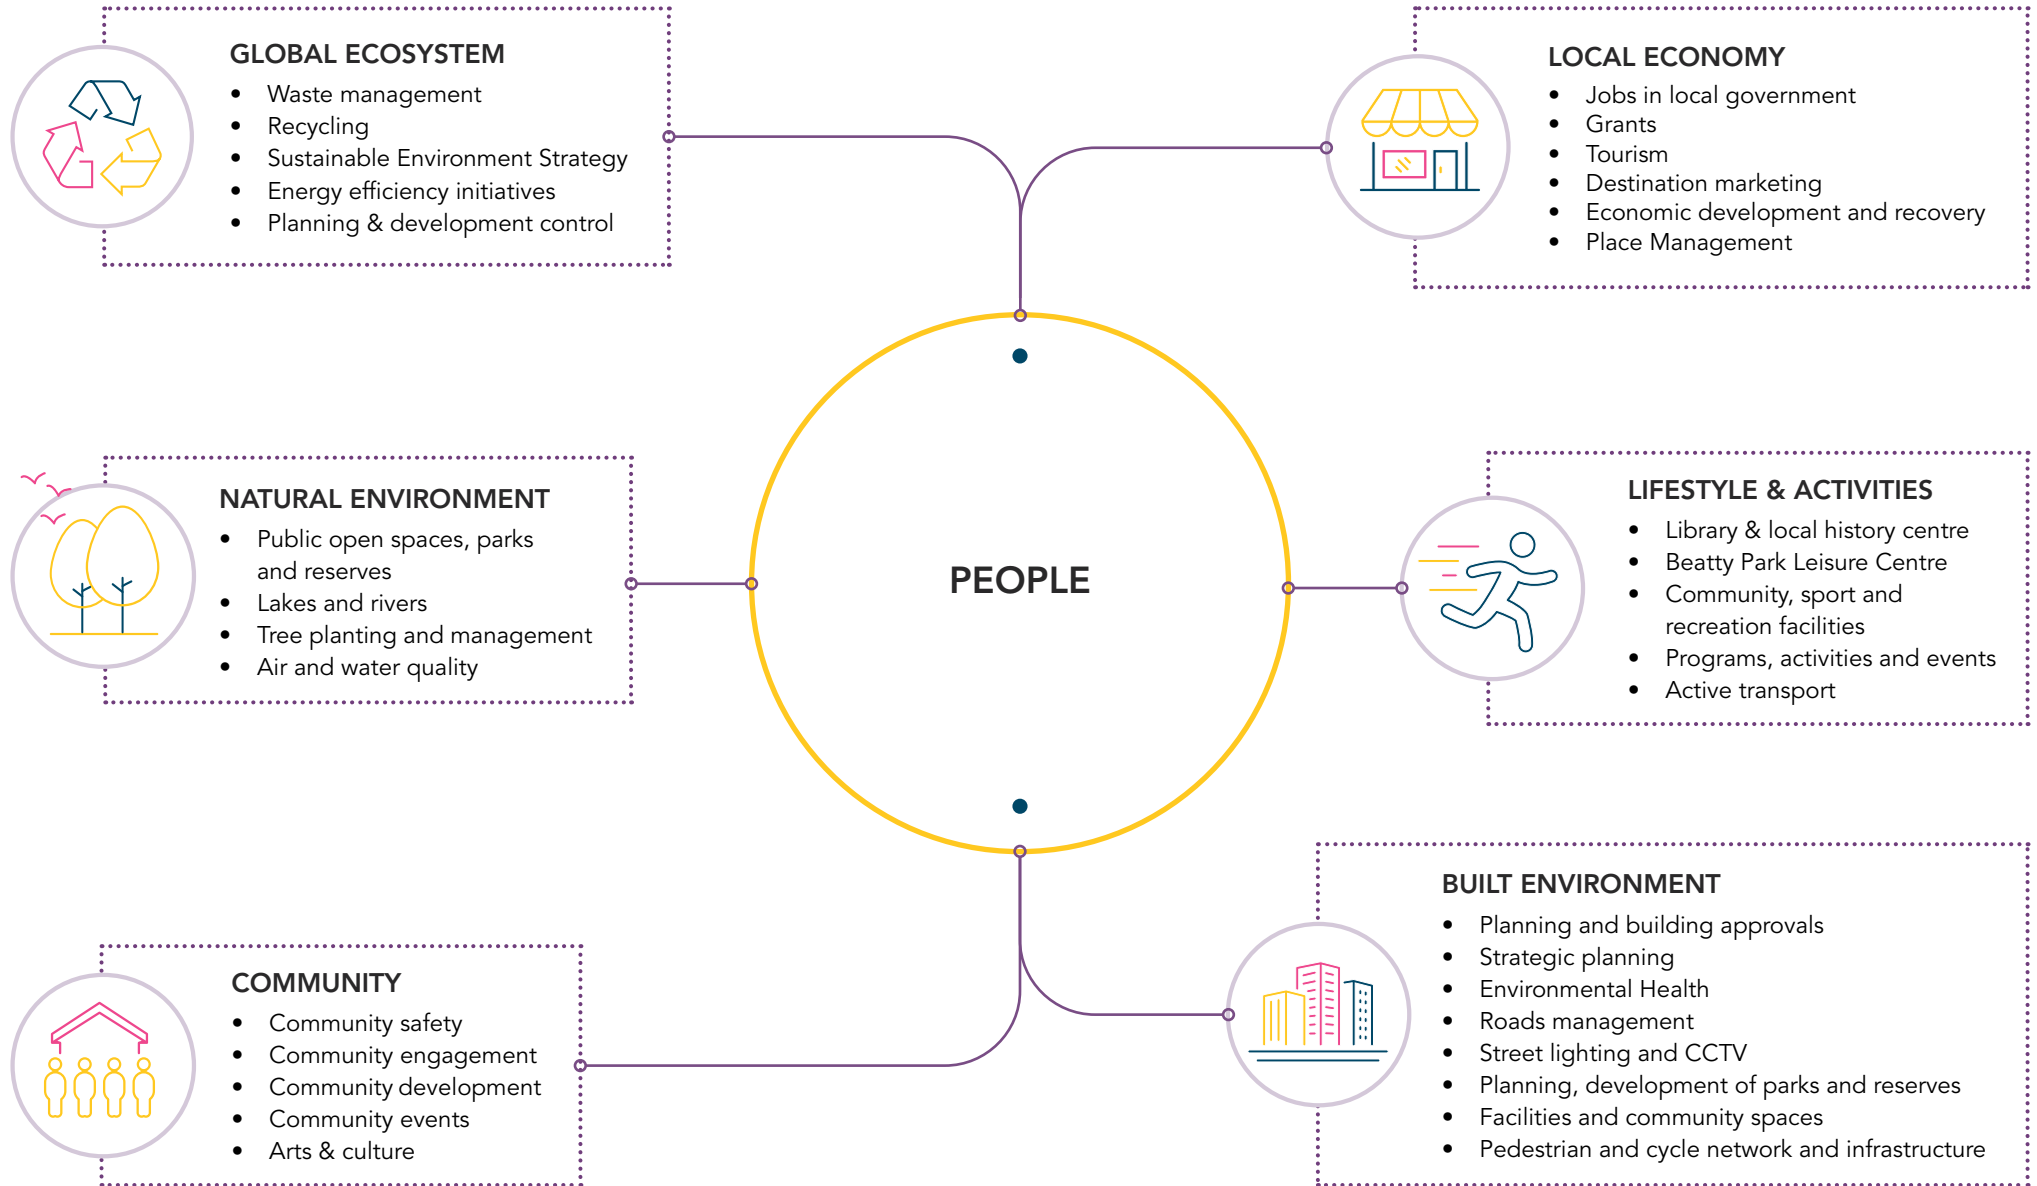 GLOBAL ECOSYSTEM
• Waste management
• Recycling
• Sustainable Environment Strategy
• Energy efficiency initiatives
• Planning & development control
LOCAL ECONOMY
• Jobs in local government
• Grants
• Tourism
• Destination marketing
• Economic development and recovery
• Place Management
NATURAL ENVIRONMENT
• Public open spaces, parks
and reserves
• Lakes and rivers
• Tree planting and management
• Air and water quality
PEOPLE
LIFESTYLE & ACTIVITIES
• Library & local history centre
• Beatty Park Leisure Centre
• Community, sport and
recreation facilities
• Programs, activities and events
• Active transport
COMMUNITY
• Community safety
• Community engagement
• Community development
• Community events
• Arts & culture
BUILT ENVIRONMENT
• Planning and building approvals
• Strategic planning
• Environmental Health
• Roads management
• Street lighting and CCTV
• Planning, development of parks and reserves
• Facilities and community spaces
• Pedestrian and cycle network and infrastructure